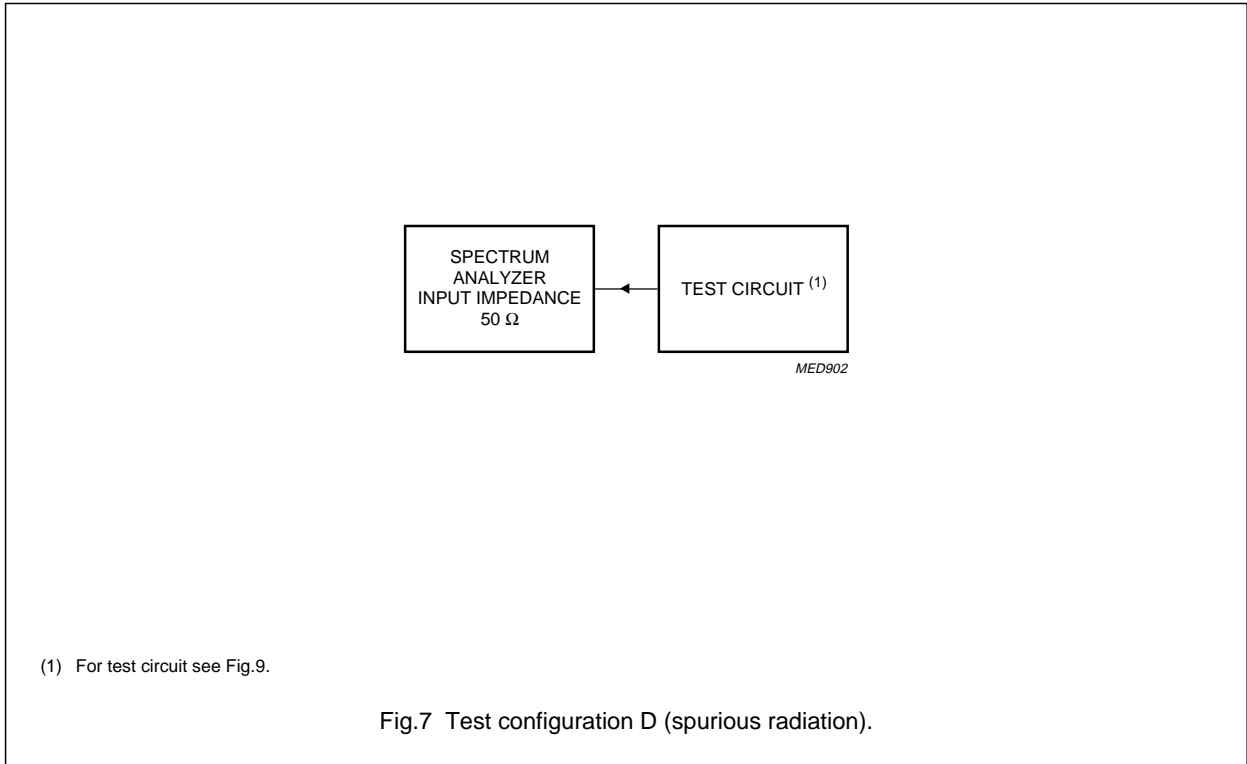 SPECTRUM
ANALYZER
INPUT IMPEDANCE
50 Ω
TEST CIRCUIT (1)
MED902
(1) For test circuit see Fig.9.
Fig.7 Test configuration D (spurious radiation).